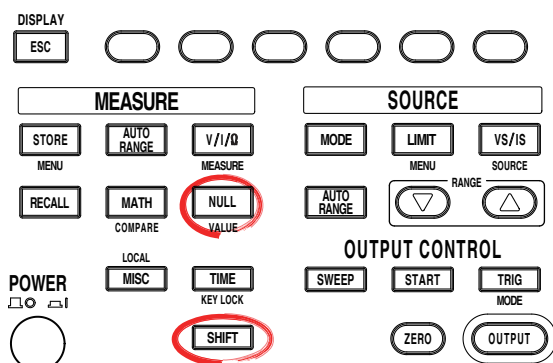 DISPLAY
ESC
MEASURE
SOURCE
STORE
AUTO
RANGE
V/I/Ω
MODE
LIMIT
VS/IS
MENU
MEASURE
MENU
SOURCE
RECALL
MATH
NULL
AUTO
RANGE
RANGE
COMPARE
VALUE
OUTPUT CONTROL
LOCAL
MISC
TIME
SWEEP
START
TRIG
KEY LOCK
MODE
POWER
SHIFT
ZERO
OUTPUT